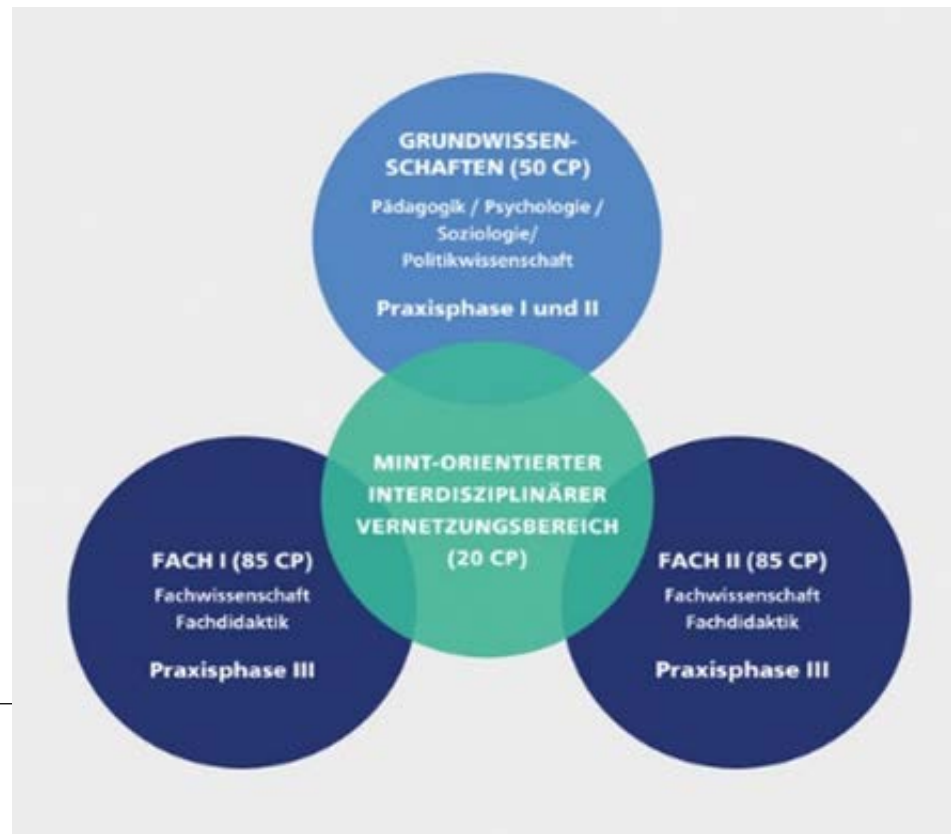 GRUNDWISSEN-
SCHAFTEN (50 CP)
Pädagogik / Psychologie /
Soziologie/
Politikwissenschaft
Praxisphase I und II
MINT-ORIENTIERTER
INTERDISZIPLINÄRER
VERNETZUNGSBEREICH
(20 CP)
FACH I (85 CP)
Fachwissenschaft
Fachdidaktik
Praxisphase III
FACH II (85 CP)
Fachwissenschaft
Fachdidaktik
Praxisphase III